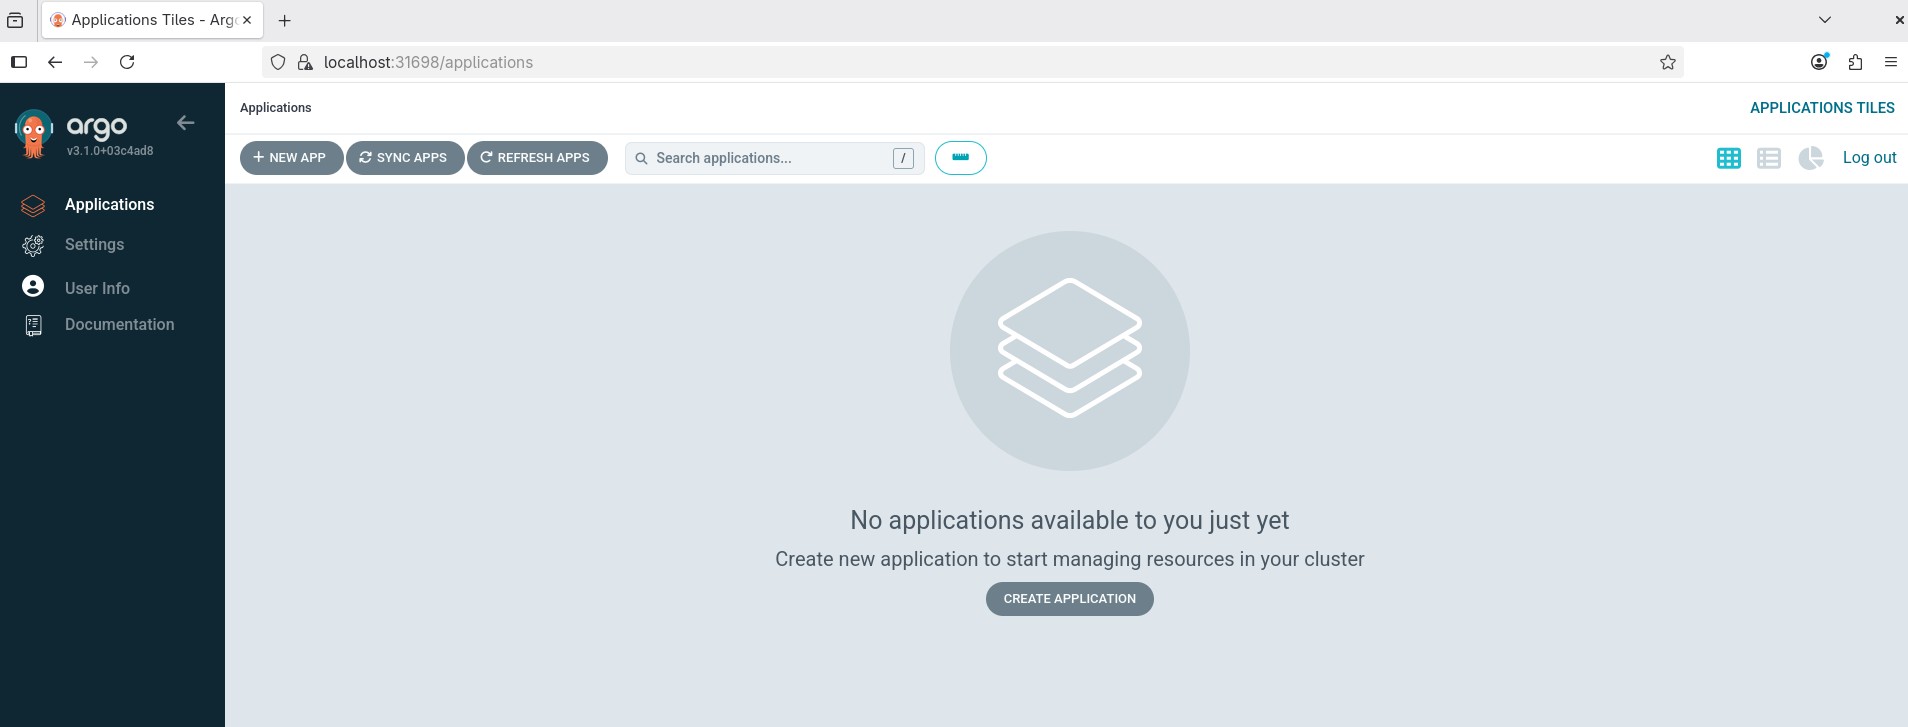 Applications Tiles - Argo
localhost:31698/applications
argo
v3.1.0+03c4ad8
Applications
Settings
User Info
Documentation
Applications
APPLICATIONS TILES
+ NEW APP
SYNC APPS
REFRESH APPS
Search applications...
/
Log out
No applications available to you just yet
Create new application to start managing resources in your cluster
CREATE APPLICATION